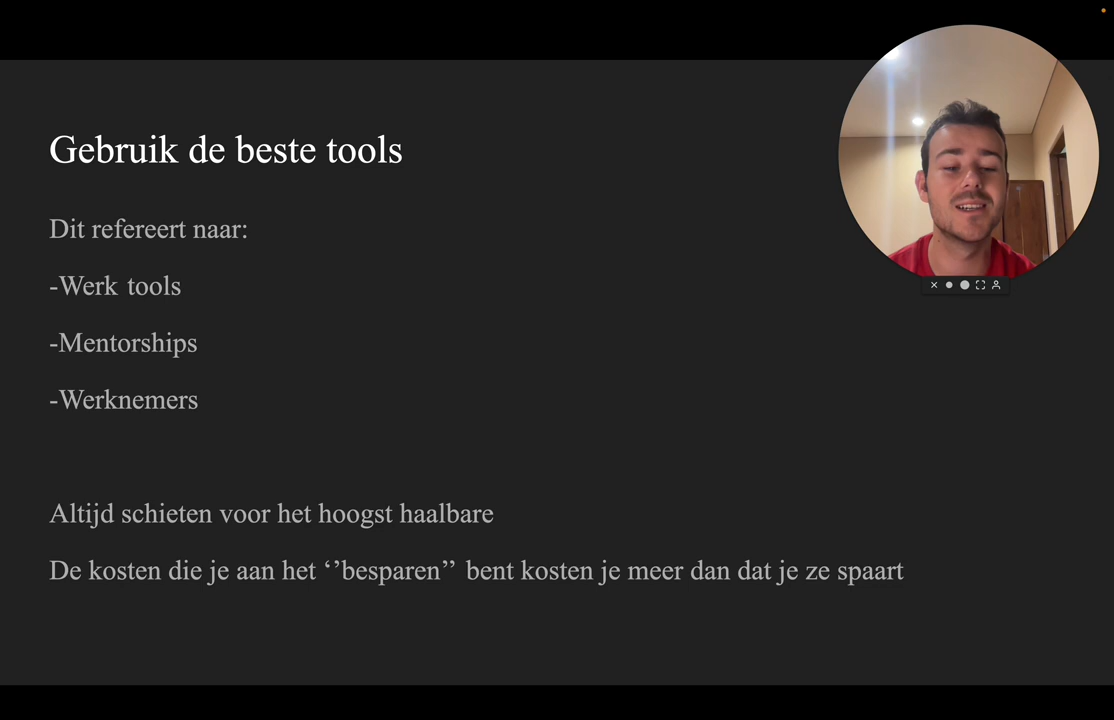 Gebruik de beste tools
Dit refereert naar:
-Werk tools
-Mentorships
-Werknemers
Altijd schieten voor het hoogst haalbare
De kosten die je aan het ‘’besparen’’ bent kosten je meer dan dat je ze spaart